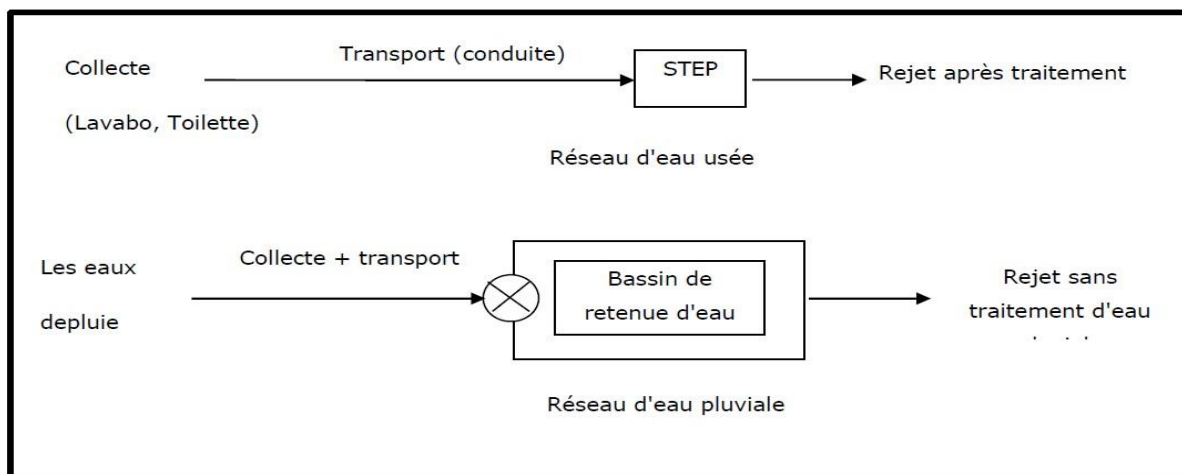 Collecte
(Lavabo, Toilette)
Transport (conduite)
STEP
Rejet après traitement
Réseau d'eau usée
Les eaux
depluie
Collecte + transport
Bassin de
retenue d'eau
Rejet sans
traitement d'eau
Réseau d'eau pluviale